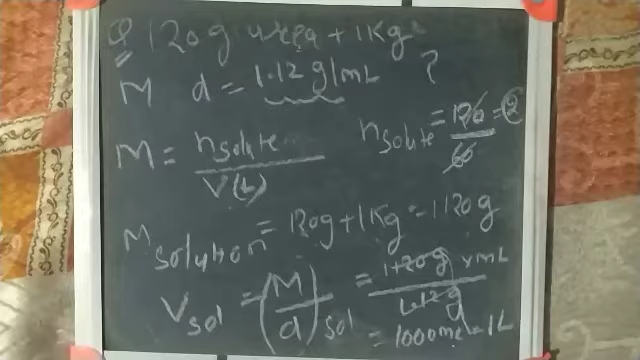 Q 120g urea + 1Kg
M d = 1.12 g/mL ?
M = nsolute / V(L) nsolute = 120 / 60 = 2
Msolution = 120g + 1Kg = 1120 g
Vsol = (M/d)sol = 1120g × mL / 1.12g
= 1000mL = 1L